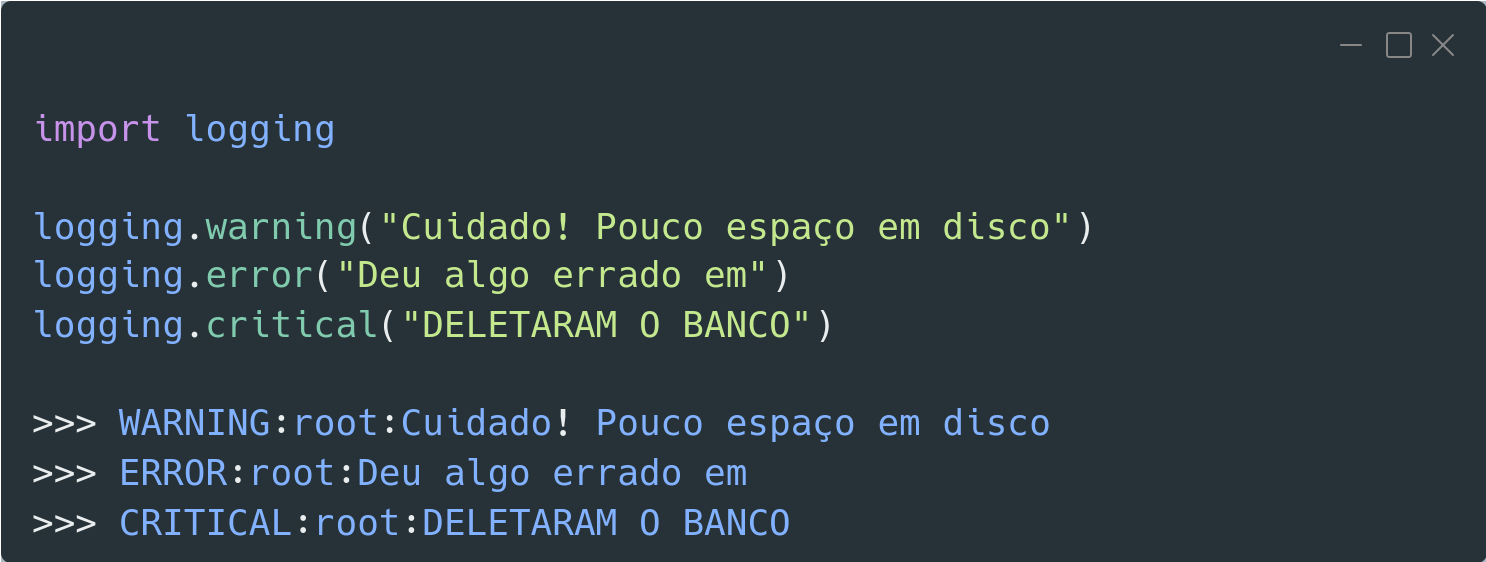 import logging
logging.warning("Cuidado! Pouco espaço em disco")
logging.error("Deu algo errado em")
logging.critical("DELETARAM O BANCO")
>>> WARNING:root:Cuidado! Pouco espaço em disco
>>> ERROR:root:Deu algo errado em
>>> CRITICAL:root:DELETARAM O BANCO